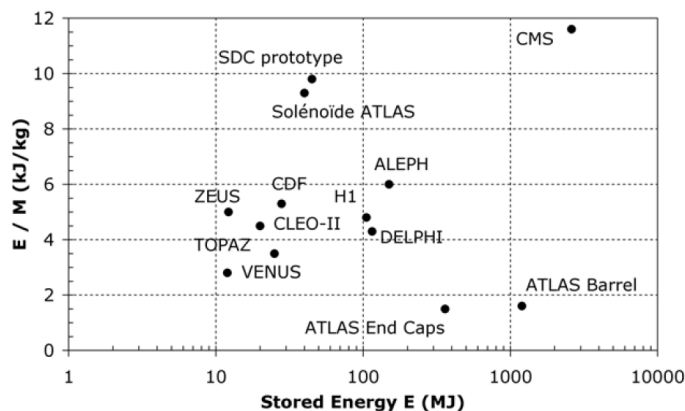 12
10
8
6
4
2
0
E / M (kJ/kg)
CMS
SDC prototype
Solénoïde ATLAS
ALEPH
ZEUS
CDF
H1
CLEO-II
DELPHI
TOPAZ
VENUS
ATLAS Barrel
ATLAS End Caps
1 10 100 1000 10000
Stored Energy E (MJ)